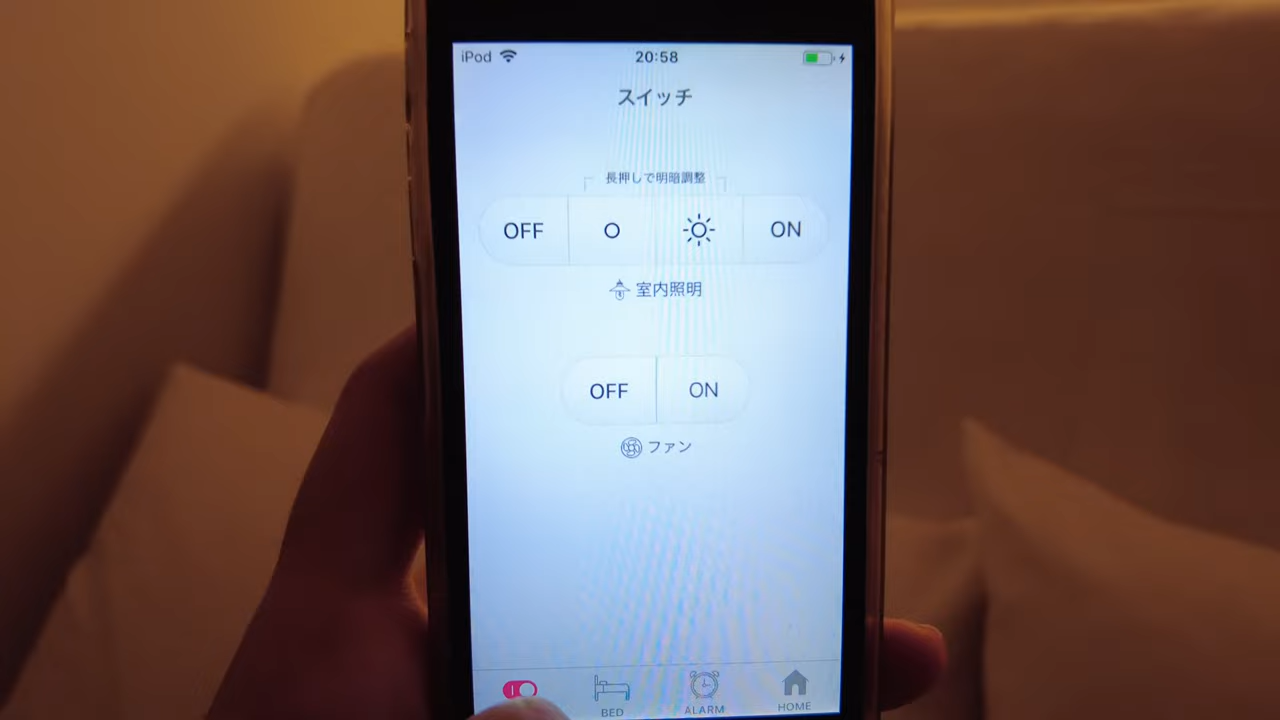 iPod 20:58
スイッチ
長押しで明暗調整
OFF ON
室内照明
OFF ON
ファン
BED ALARM HOME